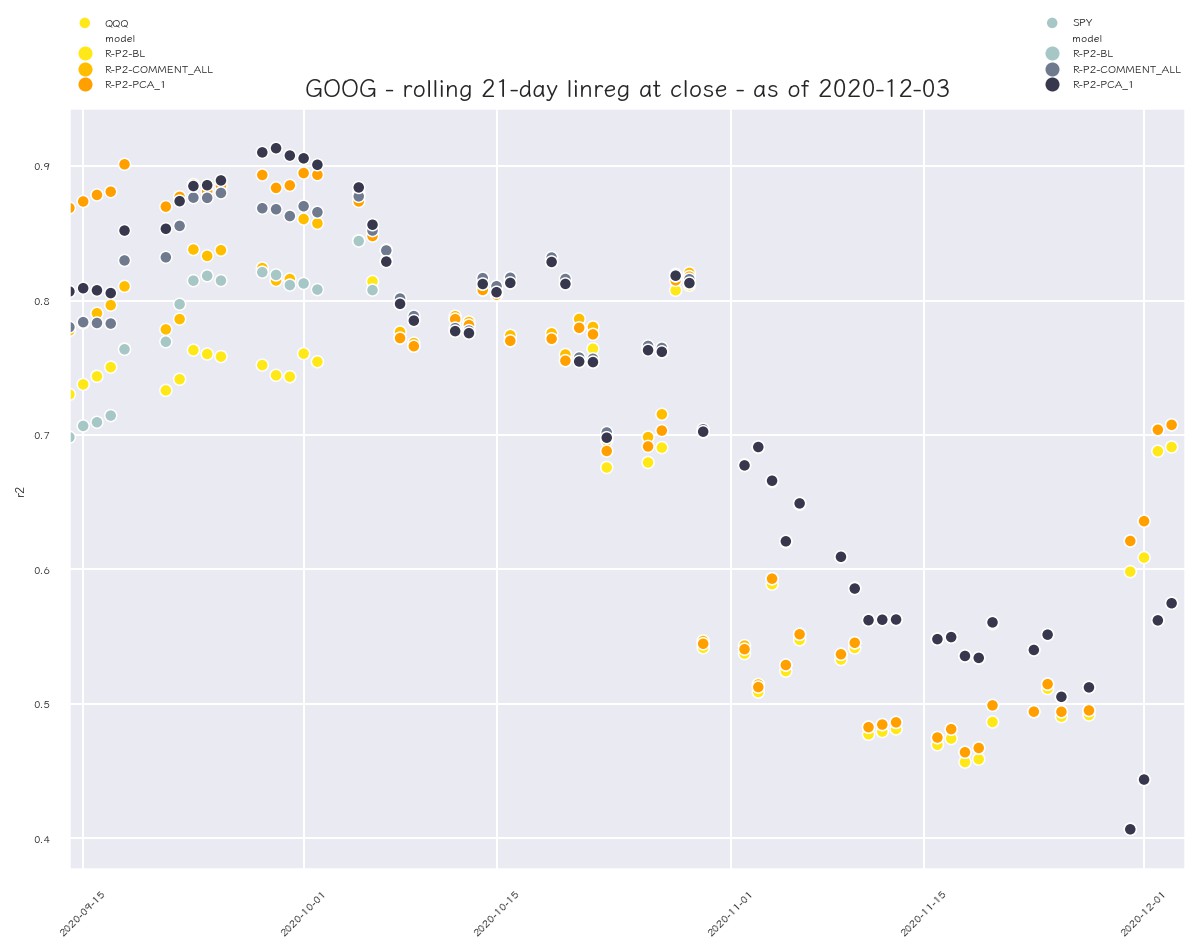 QQQ
model
R-P2-BL
R-P2-COMMENT_ALL
R-P2-PCA_1
SPY
model
R-P2-BL
R-P2-COMMENT_ALL
R-P2-PCA_1
GOOG - rolling 21-day linreg at close - as of 2020-12-03
0.9
0.8
0.7
r2
0.6
0.5
0.4
2020-09-15
2020-10-01
2020-10-15
2020-11-01
2020-11-15
2020-12-01